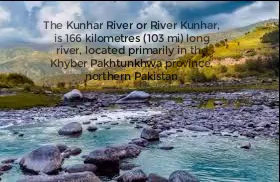 The Kunhar River or River Kunhar,
is 166 kilometres (103 mi) long
river, located primarily in the
Khyber Pakhtunkhwa province,
northern Pakistan.